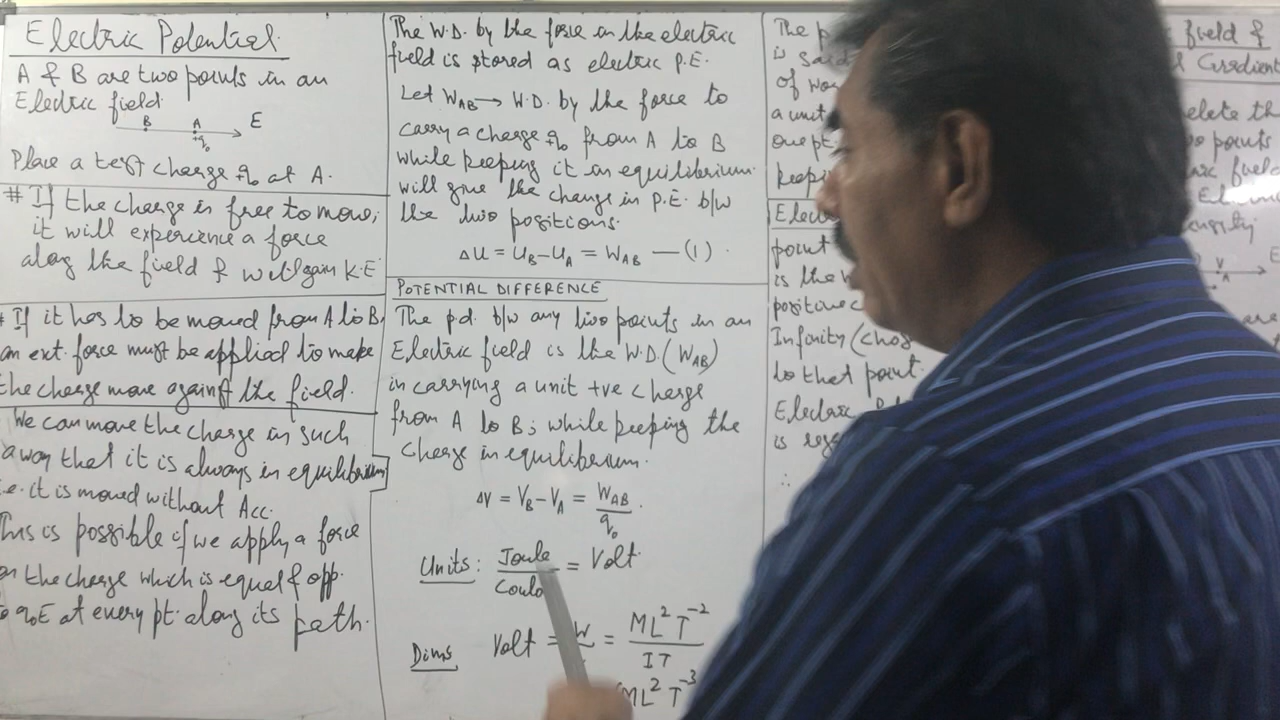 Electric Potential.
A & B are two points in an
Electric field.
B A E
+q₀
Place a test charge q₀ at A.
# If the charge is free to move,
it will experience a force
along the field & will gain K.E
# If it has to be moved from A to B,
an ext. force must be applied to make
the charge move against the field.
We can move the charge in such
a way that it is always in equilibrium
i.e. it is moved without Acc.
This is possible if we apply a force
on the charge which is equal & opp.
to q₀E at every pt. along its path.
The W.D. by the force in the electric
field is stored as electric P.E.
Let W_AB → W.D. by the force to
carry a charge q₀ from A to B
while keeping it in equilibrium.
will give the change in P.E. b/w
the two positions.
ΔU = U_B - U_A = W_AB — (1)
POTENTIAL DIFFERENCE
The p.d. b/w any two points in an
Electric field is the W.D. (W_AB)
in carrying a unit +ve charge
from A to B; while keeping the
charge in equilibrium.
ΔV = V_B - V_A = W_AB / q₀.
Units: Joule / Coulo = Volt
Dims Volt = W / = ML²T⁻² / IT
ML²T⁻³
The p
is said
of wo
a unit
one pt
keepi
Elect
point
is the w
positive c
Infinity (cho
to that point.
Electric
is
∴
field &
Gradient
elate th
points
ric field
E
V E
are